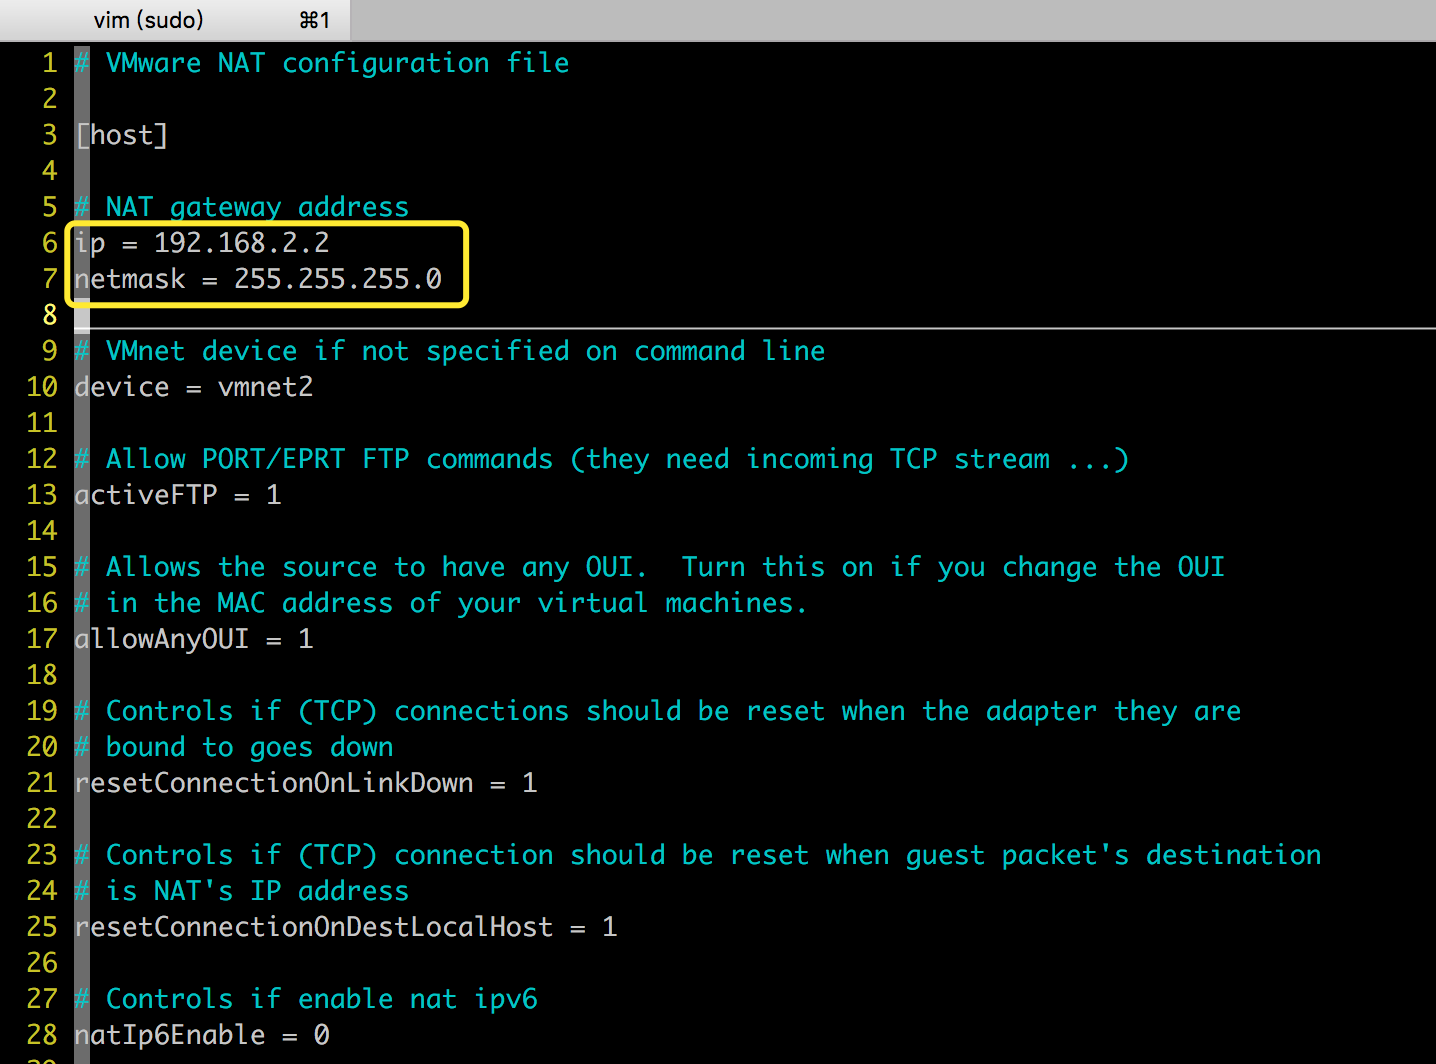 vim (sudo) ⌘1
1 # VMware NAT configuration file
2
3 [host]
4
5 # NAT gateway address
6 ip = 192.168.2.2
7 netmask = 255.255.255.0
8
9 # VMnet device if not specified on command line
10 device = vmnet2
11
12 # Allow PORT/EPRT FTP commands (they need incoming TCP stream ...)
13 activeFTP = 1
14
15 # Allows the source to have any OUI.  Turn this on if you change the OUI
16 # in the MAC address of your virtual machines.
17 allowAnyOUI = 1
18
19 # Controls if (TCP) connections should be reset when the adapter they are
20 # bound to goes down
21 resetConnectionOnLinkDown = 1
22
23 # Controls if (TCP) connection should be reset when guest packet's destination
24 # is NAT's IP address
25 resetConnectionOnDestLocalHost = 1
26
27 # Controls if enable nat ipv6
28 natIp6Enable = 0